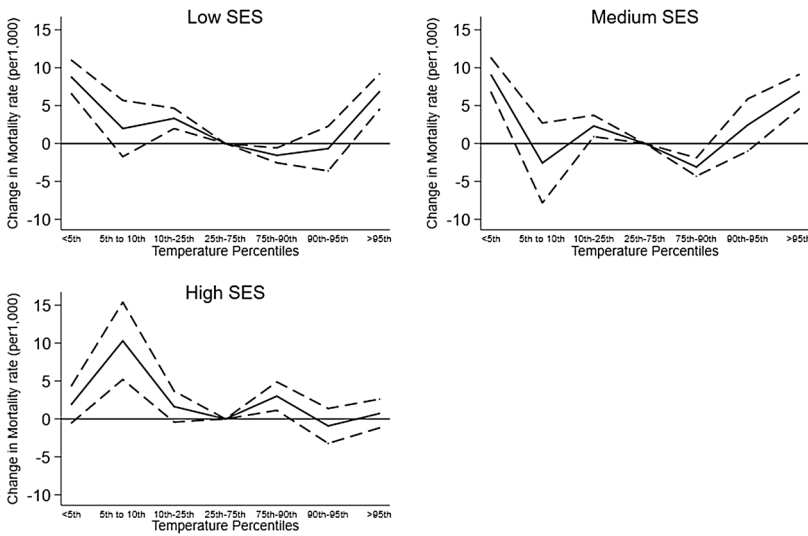 Low SES
Change in Mortality rate (per1,000)
15
10
5
0
-5
-10
<5th 5th to 10th 10th-25th 25th-75th 75th-90th 90th-95th >95th
Temperature Percentiles
Medium SES
Change in Mortality rate (per1,000)
15
10
5
0
-5
-10
<5th 5th to 10th 10th-25th 25th-75th 75th-90th 90th-95th >95th
Temperature Percentiles
High SES
Change in Mortality rate (per1,000)
15
10
5
0
-5
-10
<5th 5th to 10th 10th-25th 25th-75th 75th-90th 90th-95th >95th
Temperature Percentiles